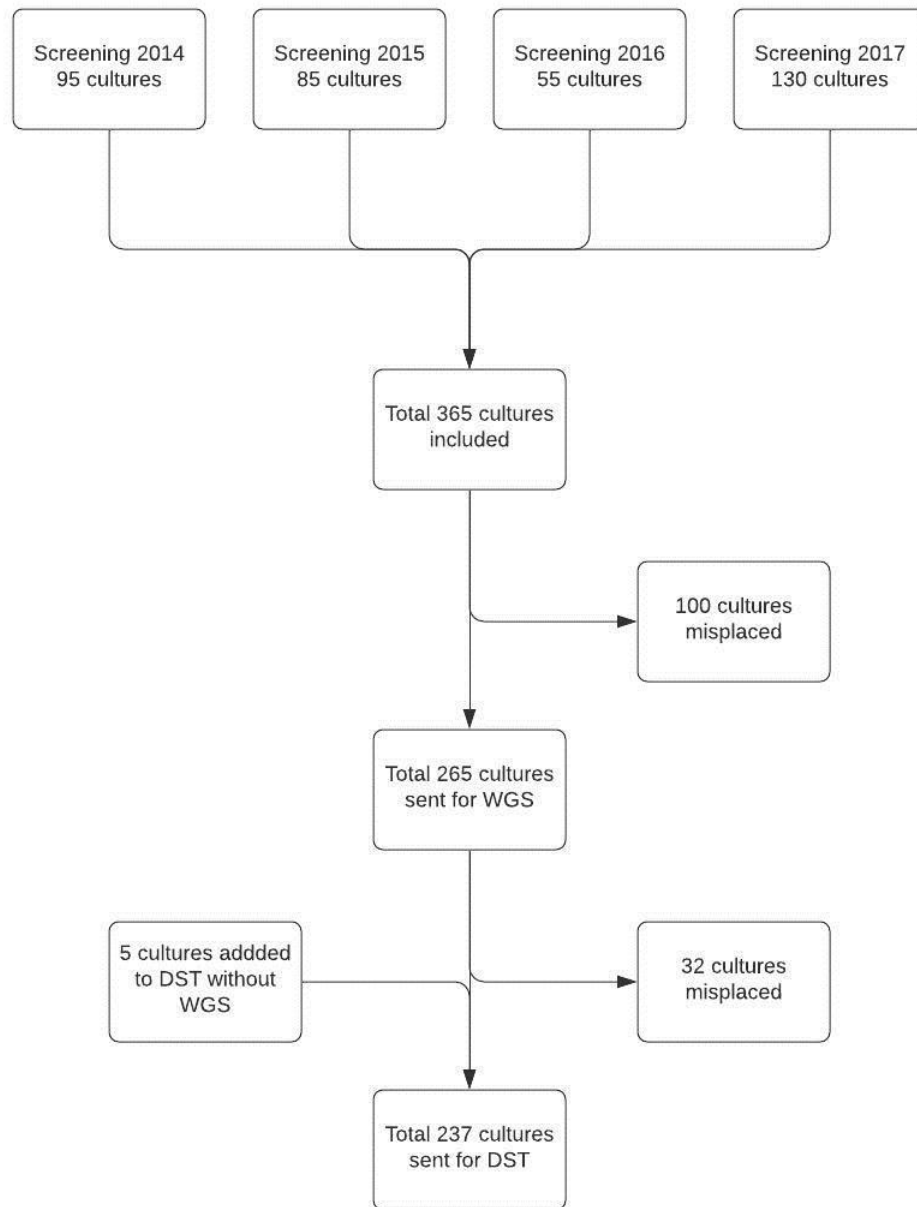 Screening 2014
95 cultures
Screening 2015
85 cultures
Screening 2016
55 cultures
Screening 2017
130 cultures
Total 365 cultures
included
100 cultures
misplaced
Total 265 cultures
sent for WGS
5 cultures addded
to DST without
WGS
32 cultures
misplaced
Total 237 cultures
sent for DST